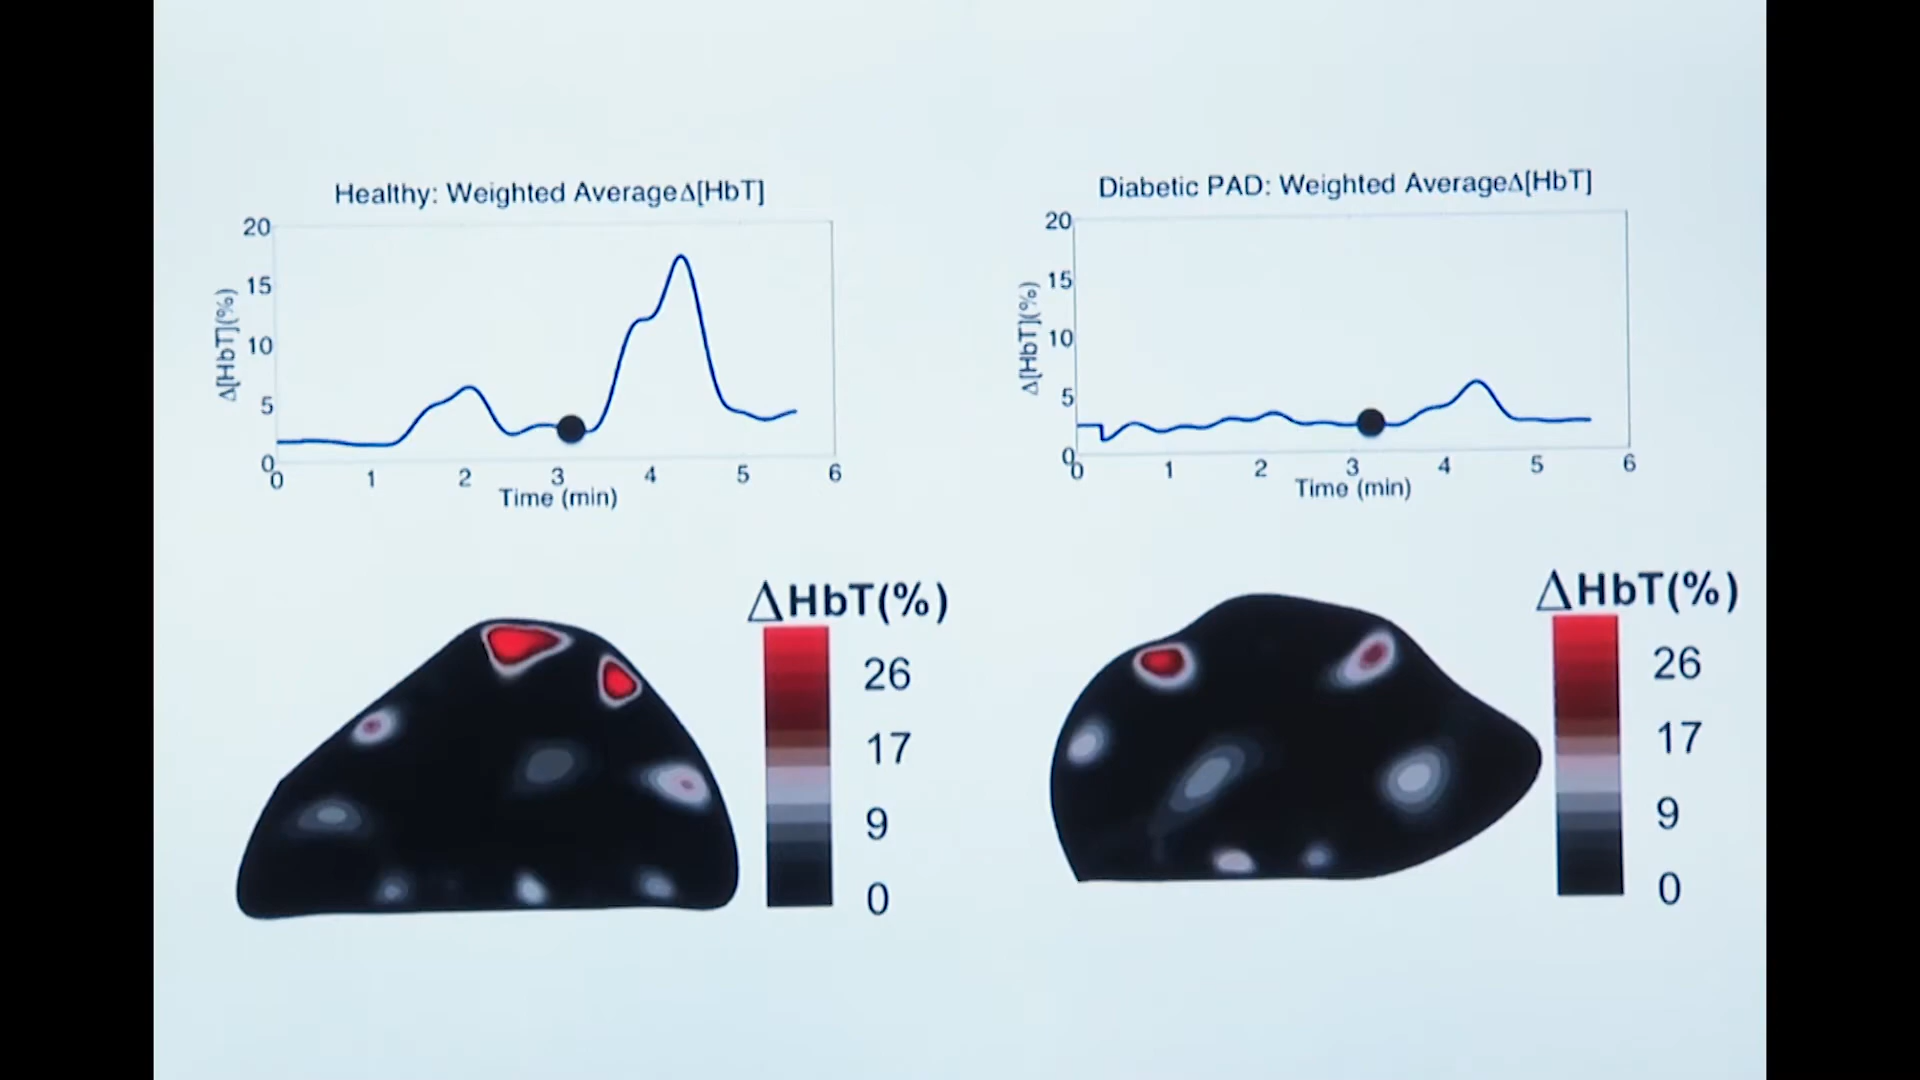 Healthy: Weighted Average Δ[HbT]
20
15
10
5
0
Δ[HbT](%)
0 1 2 3 4 5 6
Time (min)
Diabetic PAD: Weighted Average Δ[HbT]
20
15
10
5
0
Δ[HbT](%)
0 1 2 3 4 5 6
Time (min)
ΔHbT(%)
26
17
9
0
ΔHbT(%)
26
17
9
0